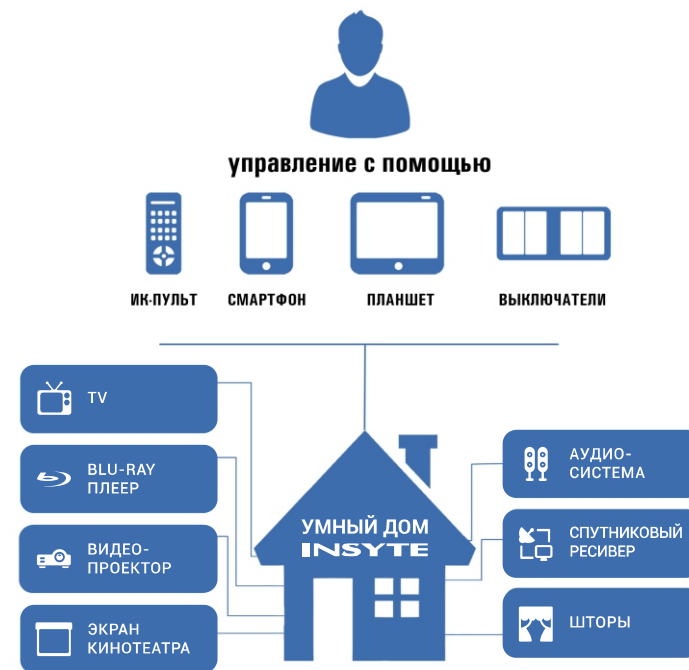 управление с помощью
ИК-ПУЛЬТ
СМАРТФОН
ПЛАНШЕТ
ВЫКЛЮЧАТЕЛИ
TV
BLU-RAY
ПЛЕЕР
ВИДЕО-
ПРОЕКТОР
ЭКРАН
КИНОТЕАТРА
УМНЫЙ ДОМ
INSYTE
АУДИО-
СИСТЕМА
СПУТНИКОВЫЙ
РЕСИВЕР
ШТОРЫ